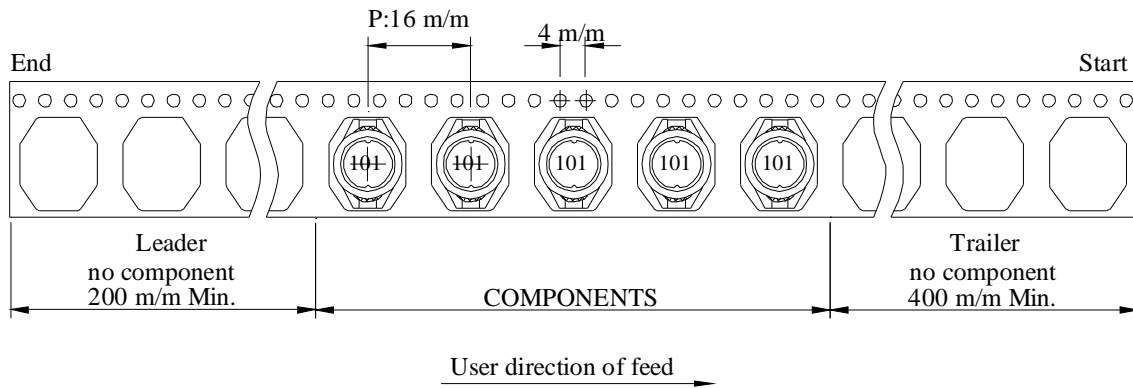 P:16 m/m
4 m/m
End
Start
101
101
101
101
101
Leader
no component
200 m/m Min.
COMPONENTS
Trailer
no component
400 m/m Min.
User direction of feed